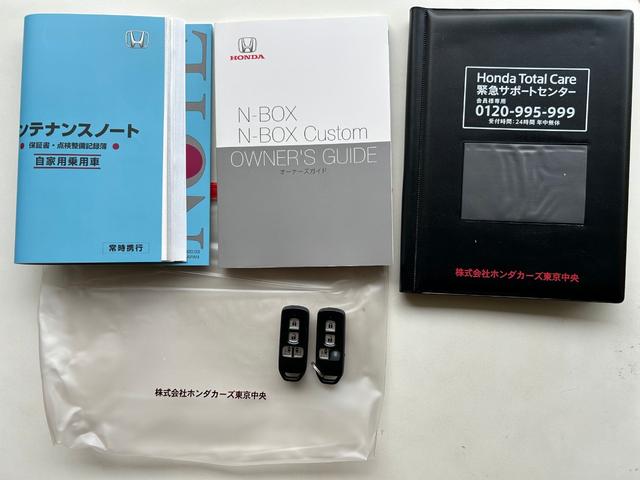 ンテナンスノート
保証書・点検整備記録簿
自家用乗用車
常時携行
NOTE
HONDA
N-BOX
N-BOX Custom
OWNER'S GUIDE
オーナーズガイド
Honda Total Care
緊急サポートセンター
会員様専用
0120-995-999
受付時間：24時間 年中無休
株式会社ホンダカーズ東京中央
株式会社ホンダカーズ東京中央